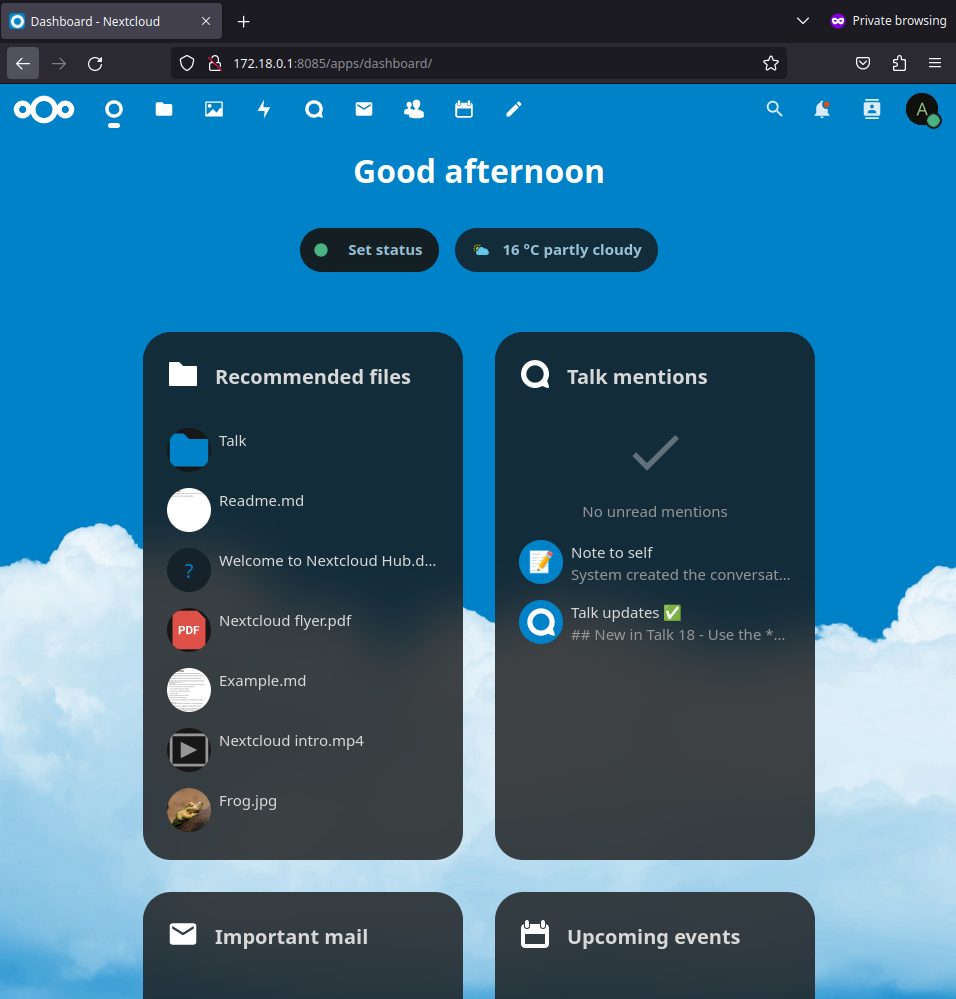 Dashboard - Nextcloud
Private browsing
172.18.0.1:8085/apps/dashboard/
A
Good afternoon
Set status
16 °C partly cloudy
Recommended files
Talk
Readme.md
?
Welcome to Nextcloud Hub.d...
PDF
Nextcloud flyer.pdf
Example.md
Nextcloud intro.mp4
Frog.jpg
Talk mentions
No unread mentions
Note to self
System created the conversat...
Talk updates ✅
## New in Talk 18 - Use the *...
Important mail
Upcoming events